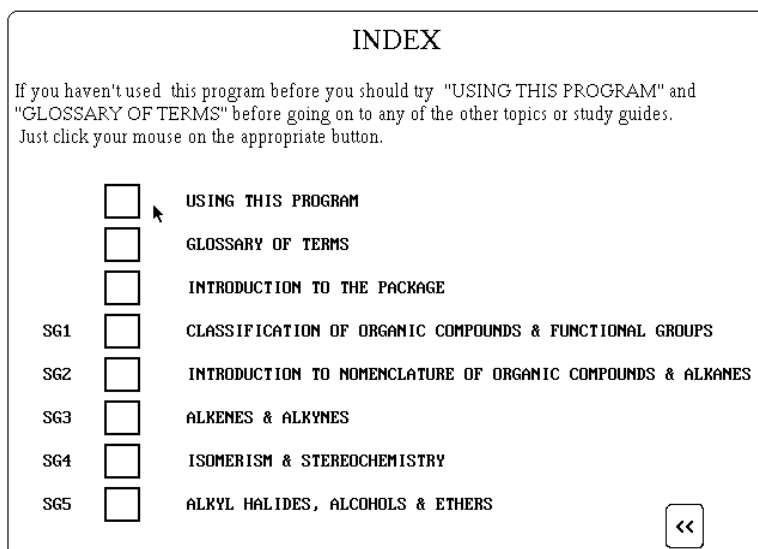 INDEX
If you haven't used this program before you should try "USING THIS PROGRAM" and
"GLOSSARY OF TERMS" before going on to any of the other topics or study guides.
Just click your mouse on the appropriate button.
USING THIS PROGRAM
GLOSSARY OF TERMS
INTRODUCTION TO THE PACKAGE
SG1 CLASSIFICATION OF ORGANIC COMPOUNDS & FUNCTIONAL GROUPS
SG2 INTRODUCTION TO NOMENCLATURE OF ORGANIC COMPOUNDS & ALKANES
SG3 ALKENES & ALKYNES
SG4 ISOMERISM & STEREOCHEMISTRY
SG5 ALKYL HALIDES, ALCOHOLS & ETHERS
<<